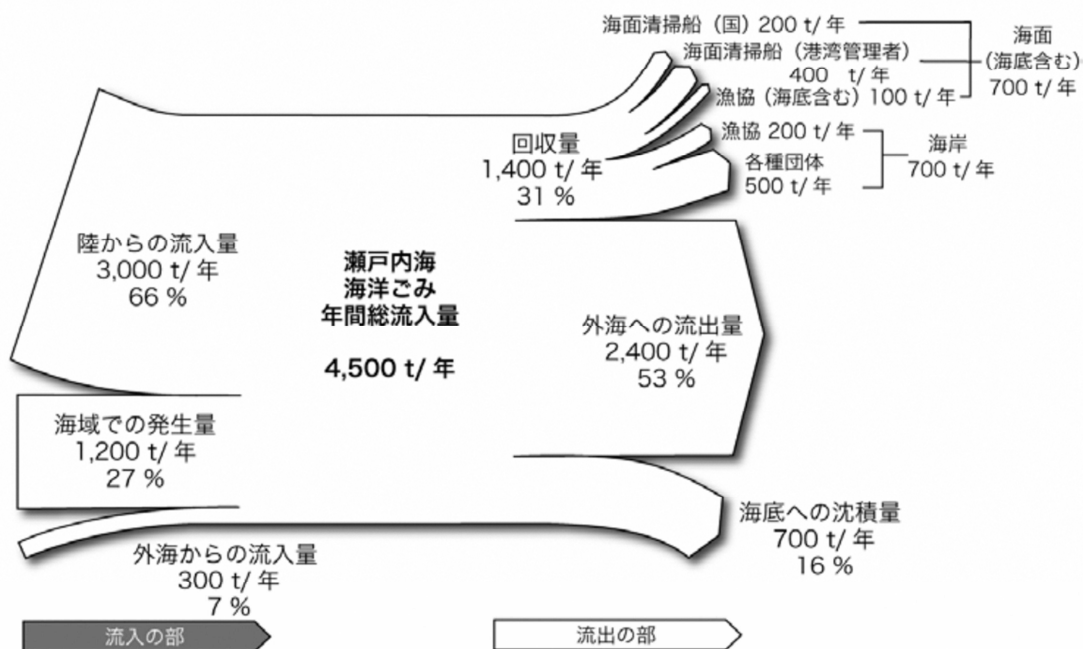 海面清掃船（国）200 t/ 年
海面清掃船（港湾管理者）
400 t/ 年
漁協（海底含む）100 t/ 年
海面
（海底含む）
700 t/ 年
漁協 200 t/ 年
各種団体
500 t/ 年
海岸
700 t/ 年
回収量
1,400 t/ 年
31 %
陸からの流入量
3,000 t/ 年
66 %
瀬戸内海
海洋ごみ
年間総流入量
4,500 t/ 年
外海への流出量
2,400 t/ 年
53 %
海域での発生量
1,200 t/ 年
27 %
外海からの流入量
300 t/ 年
7 %
海底への沈積量
700 t/ 年
16 %
流入の部
流出の部